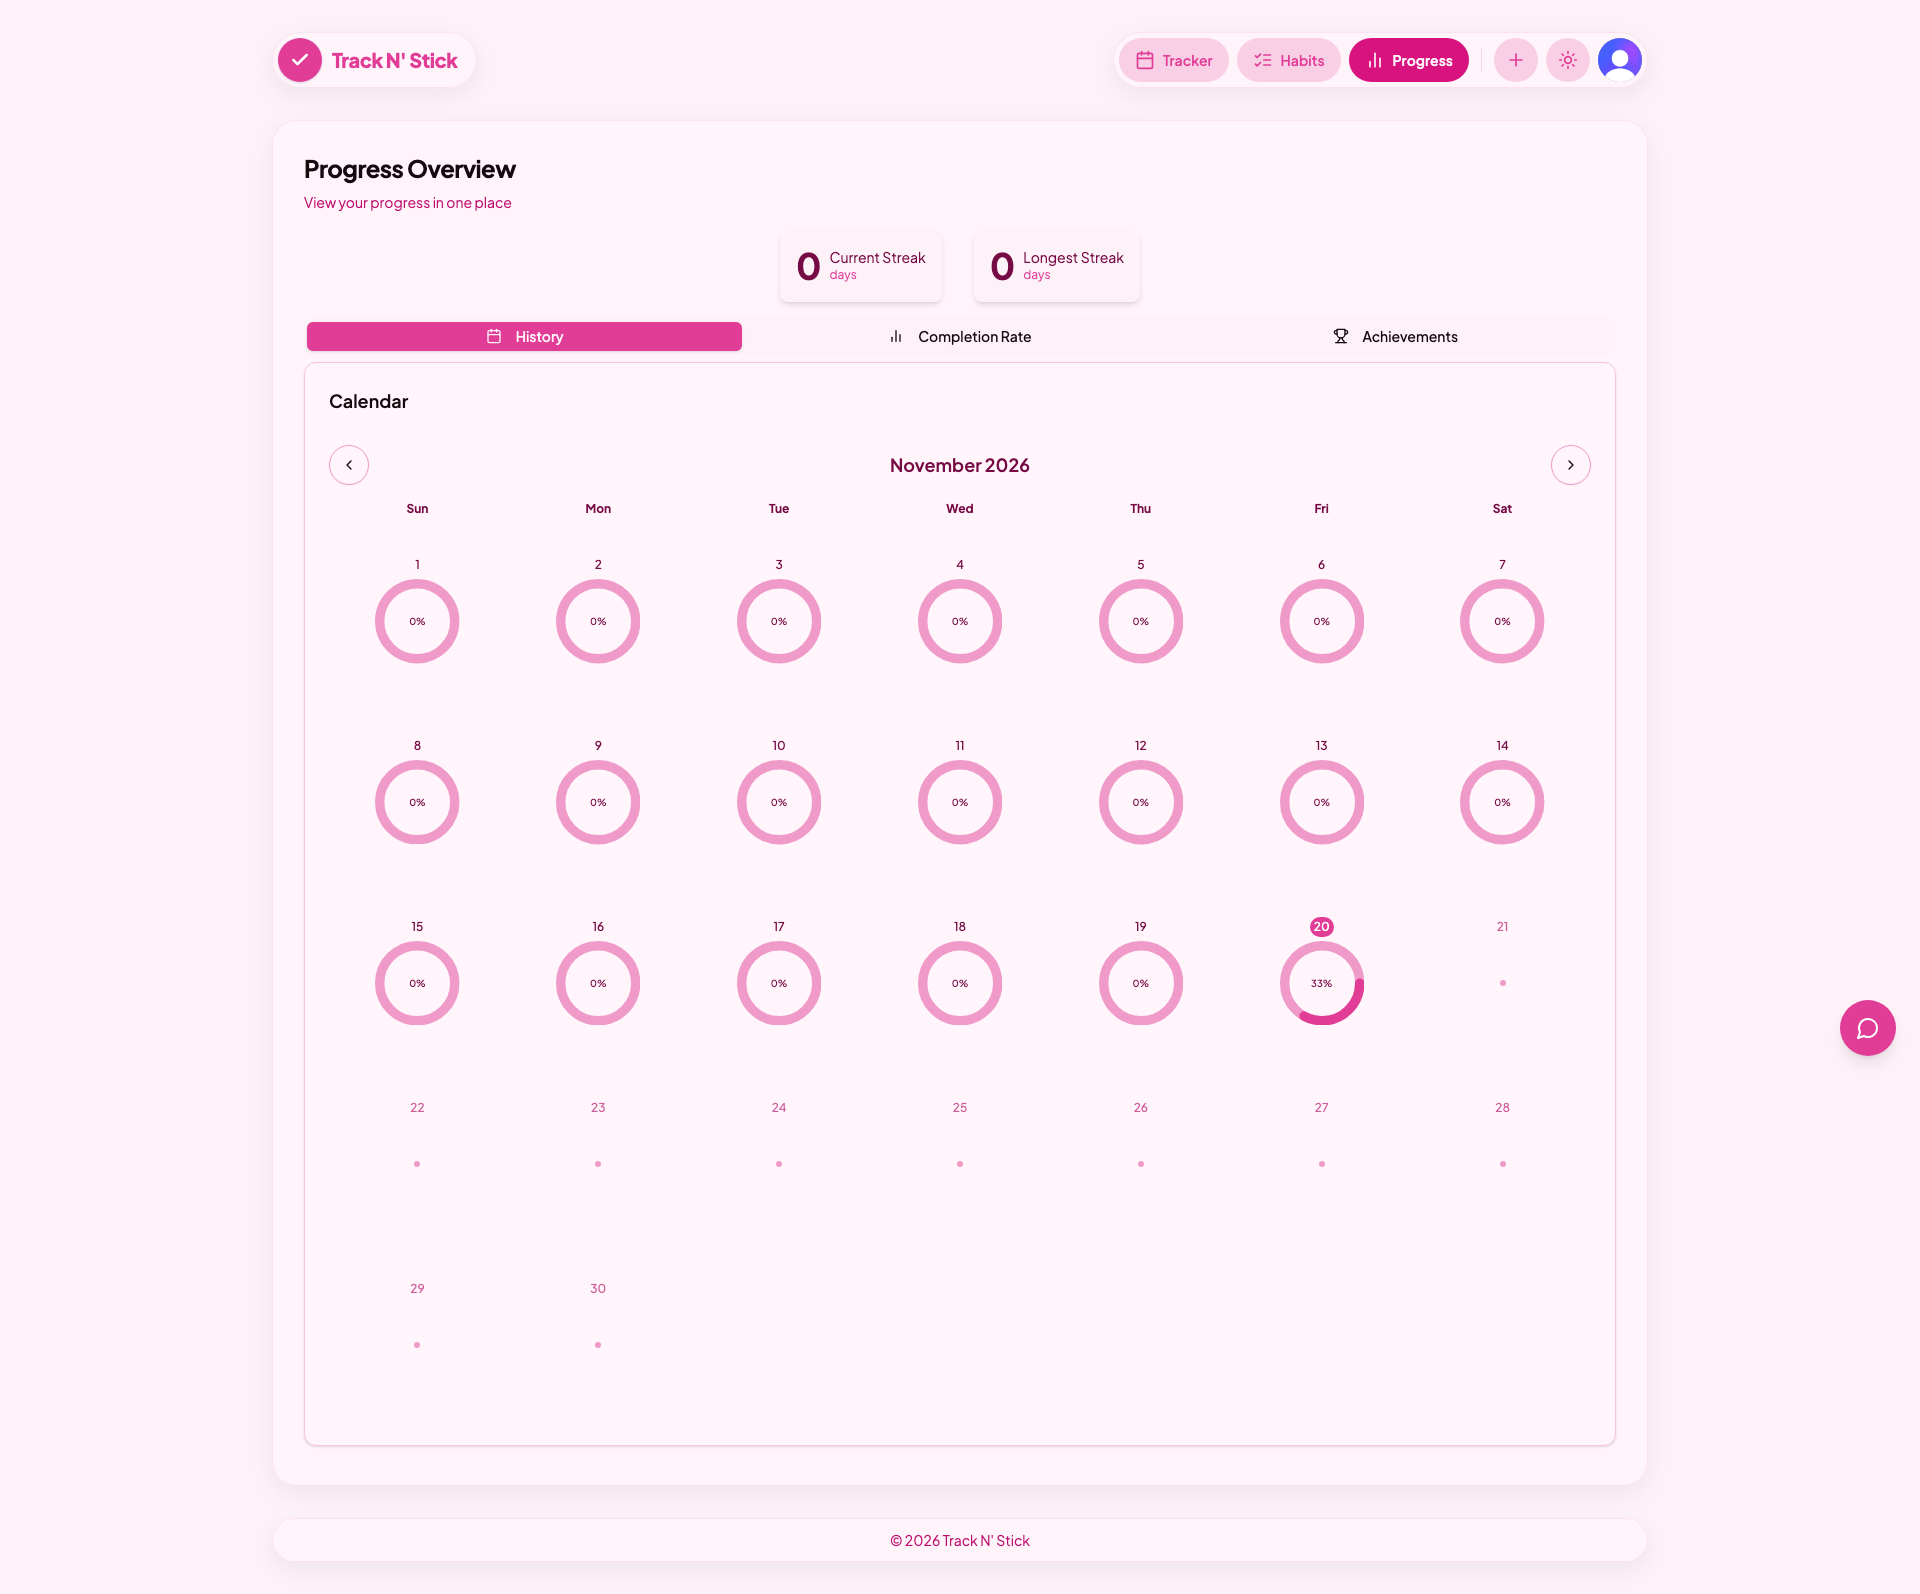 Track N' Stick
Tracker Habits Progress
Progress Overview
View your progress in one place
0 Current Streak days
0 Longest Streak days
History Completion Rate Achievements
Calendar
November 2026
Sun Mon Tue Wed Thu Fri Sat
1 2 3 4 5 6 7
0% 0% 0% 0% 0% 0% 0%
8 9 10 11 12 13 14
0% 0% 0% 0% 0% 0% 0%
15 16 17 18 19 20 21
0% 0% 0% 0% 0% 33%
22 23 24 25 26 27 28
29 30
© 2026 Track N' Stick